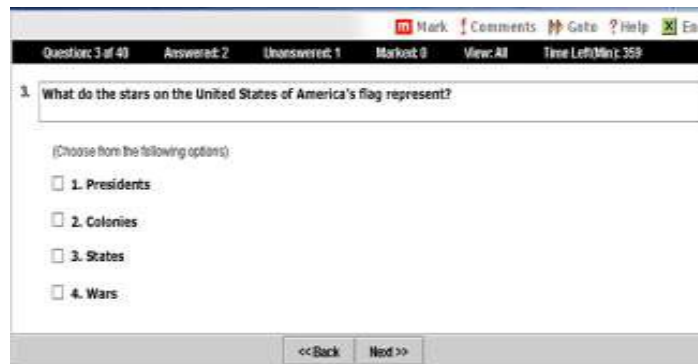 m Mark ! Comments Goto ? Help X En
Question: 3 of 40 Answered: 2 Unanswered: 1 Marked: 0 View: All Time Left(Min): 359
3. What do the stars on the United States of America's flag represent?
(Choose from the following options)
1. Presidents
2. Colonies
3. States
4. Wars
<<Back Next >>